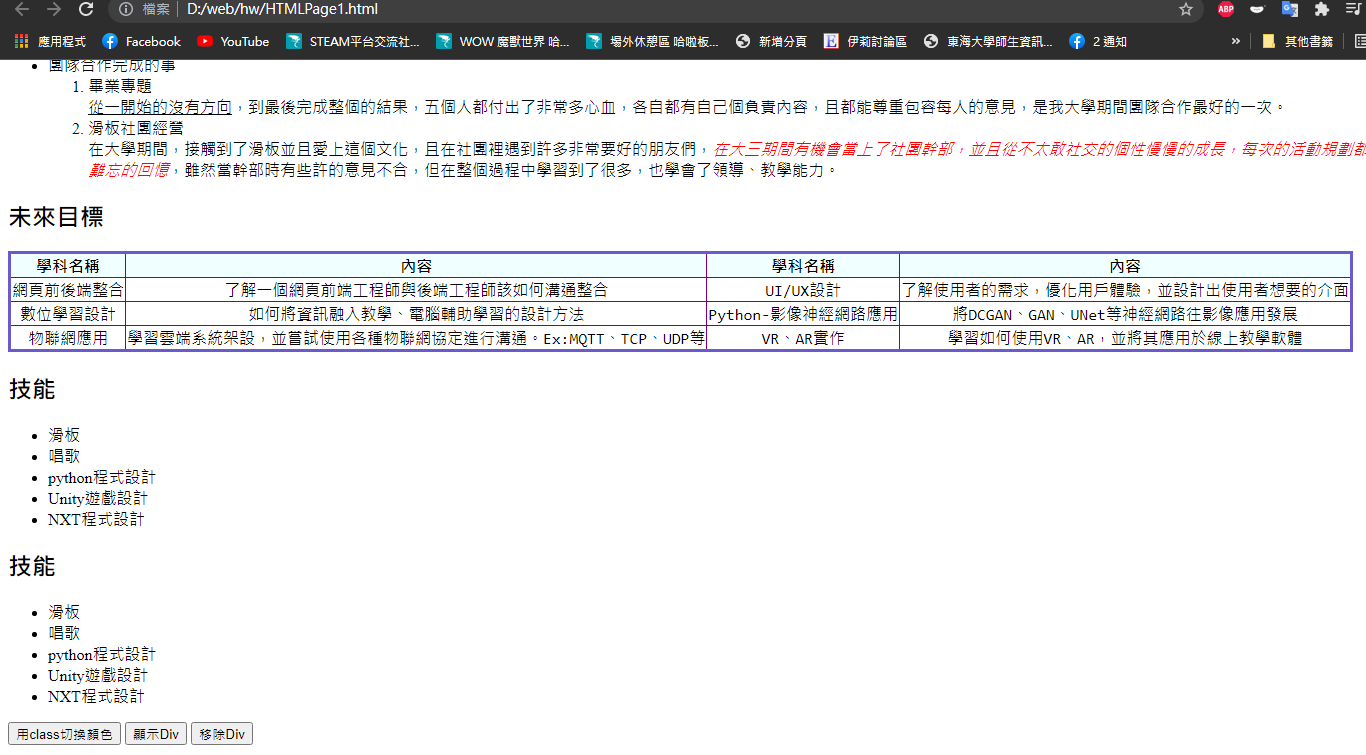 檔案 D:/web/hw/HTMLPage1.html ABP
應用程式 Facebook YouTube STEAM平台交流社... WOW 魔獸世界 哈... 場外休憩區 哈啦板... 新增分頁 伊莉討論區 東海大學師生資訊... 2 通知 » 其他書籤
團隊合作完成的事
1. 畢業專題
從一開始的沒有方向，到最後完成整個的結果，五個人都付出了非常多心血，各自都有自己個負責內容，且都能尊重包容每人的意見，是我大學期間團隊合作最好的一次。
2. 滑板社團經營
在大學期間，接觸到了滑板並且愛上這個文化，且在社團裡遇到許多非常要好的朋友們，在大三期間有機會當上了社團幹部，並且從不太敢社交的個性慢慢的成長，每次的活動規劃都
難忘的回憶，雖然當幹部時有些許的意見不合，但在整個過程中學習到了很多，也學會了領導、教學能力。
未來目標
學科名稱 內容 學科名稱 內容
網頁前後端整合 了解一個網頁前端工程師與後端工程師該如何溝通整合 UI/UX設計 了解使用者的需求，優化用戶體驗，並設計出使用者想要的介面
數位學習設計 如何將資訊融入教學、電腦輔助學習的設計方法 Python-影像神經網路應用 將DCGAN、GAN、UNet等神經網路往影像應用發展
物聯網應用 學習雲端系統架設，並嘗試使用各種物聯網協定進行溝通。Ex:MQTT、TCP、UDP等 VR、AR實作 學習如何使用VR、AR，並將其應用於線上教學軟體
技能
滑板
唱歌
python程式設計
Unity遊戲設計
NXT程式設計
技能
滑板
唱歌
python程式設計
Unity遊戲設計
NXT程式設計
用class切換顏色 顯示Div 移除Div